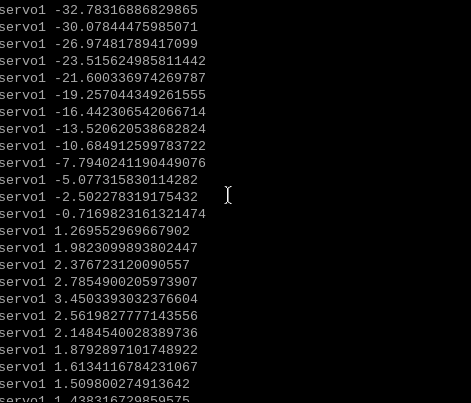 servo1 -32.78316886829865
servo1 -30.07844475985071
servo1 -26.97481789417099
servo1 -23.515624985811442
servo1 -21.600336974269787
servo1 -19.257044349261555
servo1 -16.442306542066714
servo1 -13.520620538682824
servo1 -10.684912599783722
servo1 -7.7940241190449076
servo1 -5.077315830114282
servo1 -2.502278319175432
servo1 -0.7169823161321474
servo1 1.269552969667902
servo1 1.9823099893802447
servo1 2.376723120090557
servo1 2.7854900205973907
servo1 3.4503393032376604
servo1 2.5619827777143556
servo1 2.1484540028389736
servo1 1.8792897101748922
servo1 1.6134116784231067
servo1 1.509800274913642
servo1 1.438316729859575